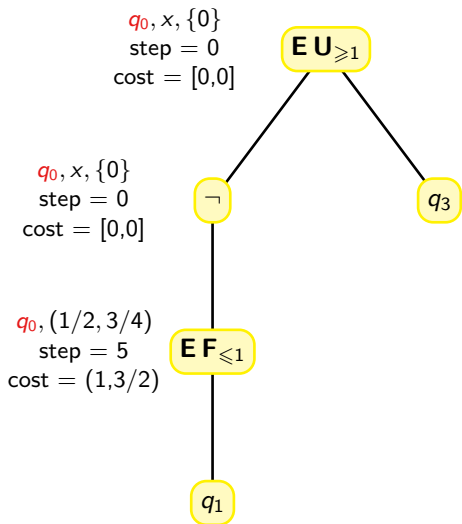 q₀, x, {0}
step = 0
cost = [0,0]
E U⩾1
q₀, x, {0}
step = 0
cost = [0,0]
¬
q₃
q₀, (1/2, 3/4)
step = 5
cost = (1,3/2)
E F⩽1
q₁